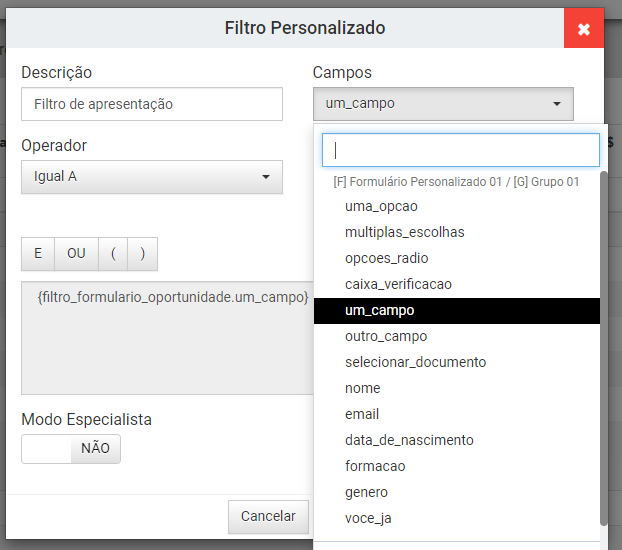 Filtro Personalizado
Descrição
Campos
Filtro de apresentação
um_campo
Operador
Igual A
[F] Formulário Personalizado 01 / [G] Grupo 01
uma_opcao
multiplas_escolhas
opcoes_radio
caixa_verificacao
um_campo
outro_campo
selecionar_documento
nome
email
data_de_nascimento
formacao
genero
voce_ja
E
OU
(
)
{filtro_formulario_oportunidade.um_campo}
Modo Especialista
NÃO
Cancelar